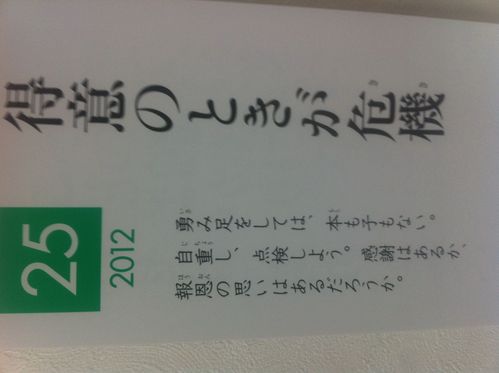 得意のときが危機
勇み足をしては、本も子もない。
自重し、点検しよう。感謝はあるか、
報恩の思いはあるだろうか。
25
2012